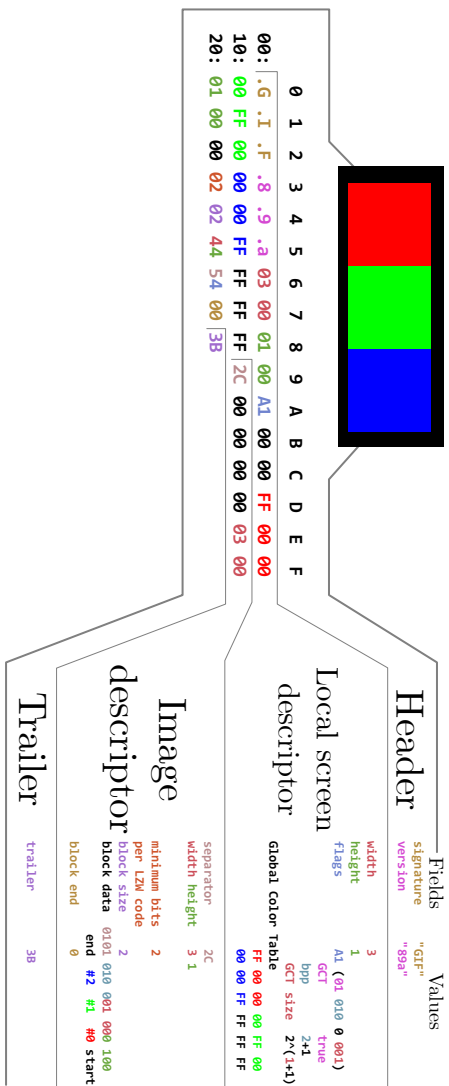 0 1 2 3 4 5 6 7 8 9 A B C D E F
00: .G .I .F .8 .9 .a 03 00 01 00 A1 00 00 FF 00 00
10: 00 FF 00 00 00 FF FF FF FF 2C 00 00 00 00 03 00
20: 01 00 00 02 02 44 54 00 3B
Fields Values
Header
signature "GIF"
version "89a"
Local screen
descriptor
width 3
height 1
flags A1 (01 010 0 001)
GCT true
bpp 2+1
GCT size 2^(1+1)
Global Color Table
FF 00 00 00 FF 00
00 00 FF FF FF FF
Image
descriptor
separator 2C
width height 3 1
minimum bits 2
per LZW code
block size 2
block data 0101 010 001 000 100
end #2 #1 #0 start
block end 0
Trailer
trailer 3B